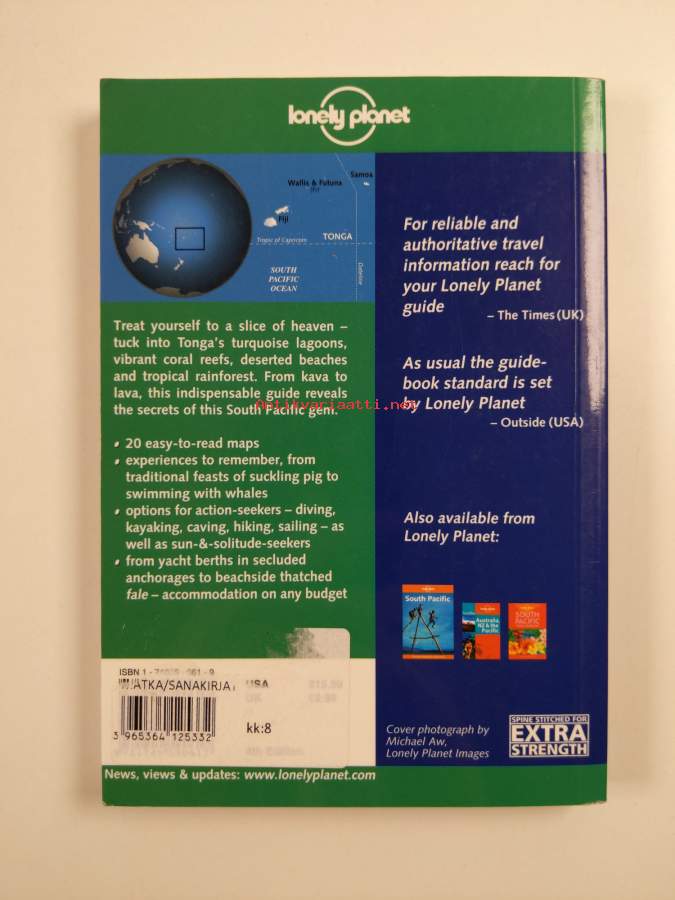 lonely planet
Samoa
Wallis & Futuna
Fiji
Tropic of Capricorn
TONGA
SOUTH
PACIFIC
OCEAN
Dateline
Treat yourself to a slice of heaven –
tuck into Tonga's turquoise lagoons,
vibrant coral reefs, deserted beaches
and tropical rainforest. From kava to
lava, this indispensable guide reveals
the secrets of this South Pacific gem.
Antikvariaatti.net
• 20 easy-to-read maps
• experiences to remember, from
traditional feasts of suckling pig to
swimming with whales
• options for action-seekers – diving,
kayaking, caving, hiking, sailing – as
well as sun-&-solitude-seekers
• from yacht berths in secluded
anchorages to beachside thatched
fale – accommodation on any budget
For reliable and
authoritative travel
information reach for
your Lonely Planet
guide
– The Times (UK)
As usual the guide-
book standard is set
by Lonely Planet
– Outside (USA)
Also available from
Lonely Planet:
South Pacific
Australia,
NZ & the
Pacific
SOUTH
PACIFIC
ISBN 1
USA
MATKA/SANAKIRJAT
3 965364 125332
kk:8
Cover photograph by
Michael Aw,
Lonely Planet Images
SPINE STITCHED FOR
EXTRA
STRENGTH
News, views & updates: www.lonelyplanet.com